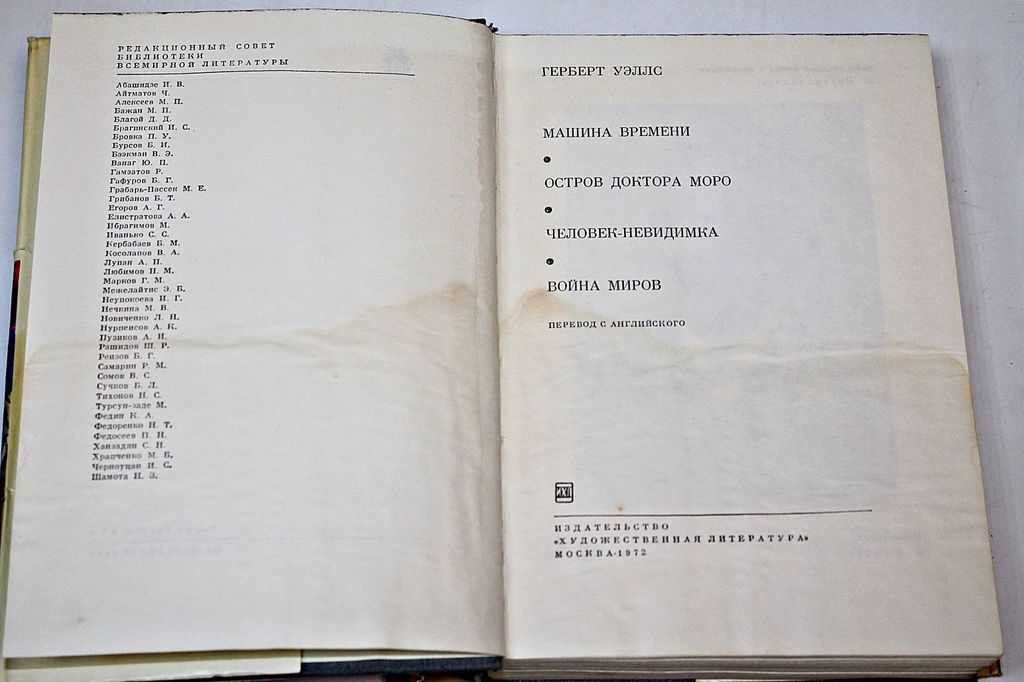 РЕДАКЦИОННЫЙ СОВЕТ
БИБЛИОТЕКИ
ВСЕМИРНОЙ ЛИТЕРАТУРЫ
Абашидзе И. В.
Айтматов Ч.
Алексеев М. П.
Бажан М. П.
Благой Д. Д.
Брагинский И. С.
Бровка П. У.
Бурсов Б. И.
Бээкман В. Э.
Ванаг Ю. П.
Гамзатов Р.
Гафуров Б. Г.
Грабарь-Пассек М. Е.
Грибанов Б. Т.
Егоров А. Г.
Елистратова А. А.
Ибрагимов М.
Иванько С. С.
Кербабаев Б. М.
Косолапов В. А.
Лупан А. П.
Любимов Н. М.
Марков Г. М.
Межелайтис Э. Б.
Неупокоева И. Г.
Нечкина М. В.
Новиченко Л. Н.
Нурпеисов А. К.
Пузиков А. И.
Рашидов Ш. Р.
Реизов Б. Г.
Самарин Р. М.
Сомов В. С.
Сучков Б. Л.
Тихонов Н. С.
Турсун-заде М.
Федин К. А.
Федоренко Н. Т.
Федосеев П. Н.
Ханзадян С. Н.
Храпченко М. Б.
Черноуцан И. С.
Шамота Н. З.
ГЕРБЕРТ УЭЛЛС
МАШИНА ВРЕМЕНИ
ОСТРОВ ДОКТОРА МОРО
ЧЕЛОВЕК-НЕВИДИМКА
ВОЙНА МИРОВ
ПЕРЕВОД С АНГЛИЙСКОГО
ИХЛ
ИЗДАТЕЛЬСТВО
«ХУДОЖЕСТВЕННАЯ ЛИТЕРАТУРА»
МОСКВА·1972